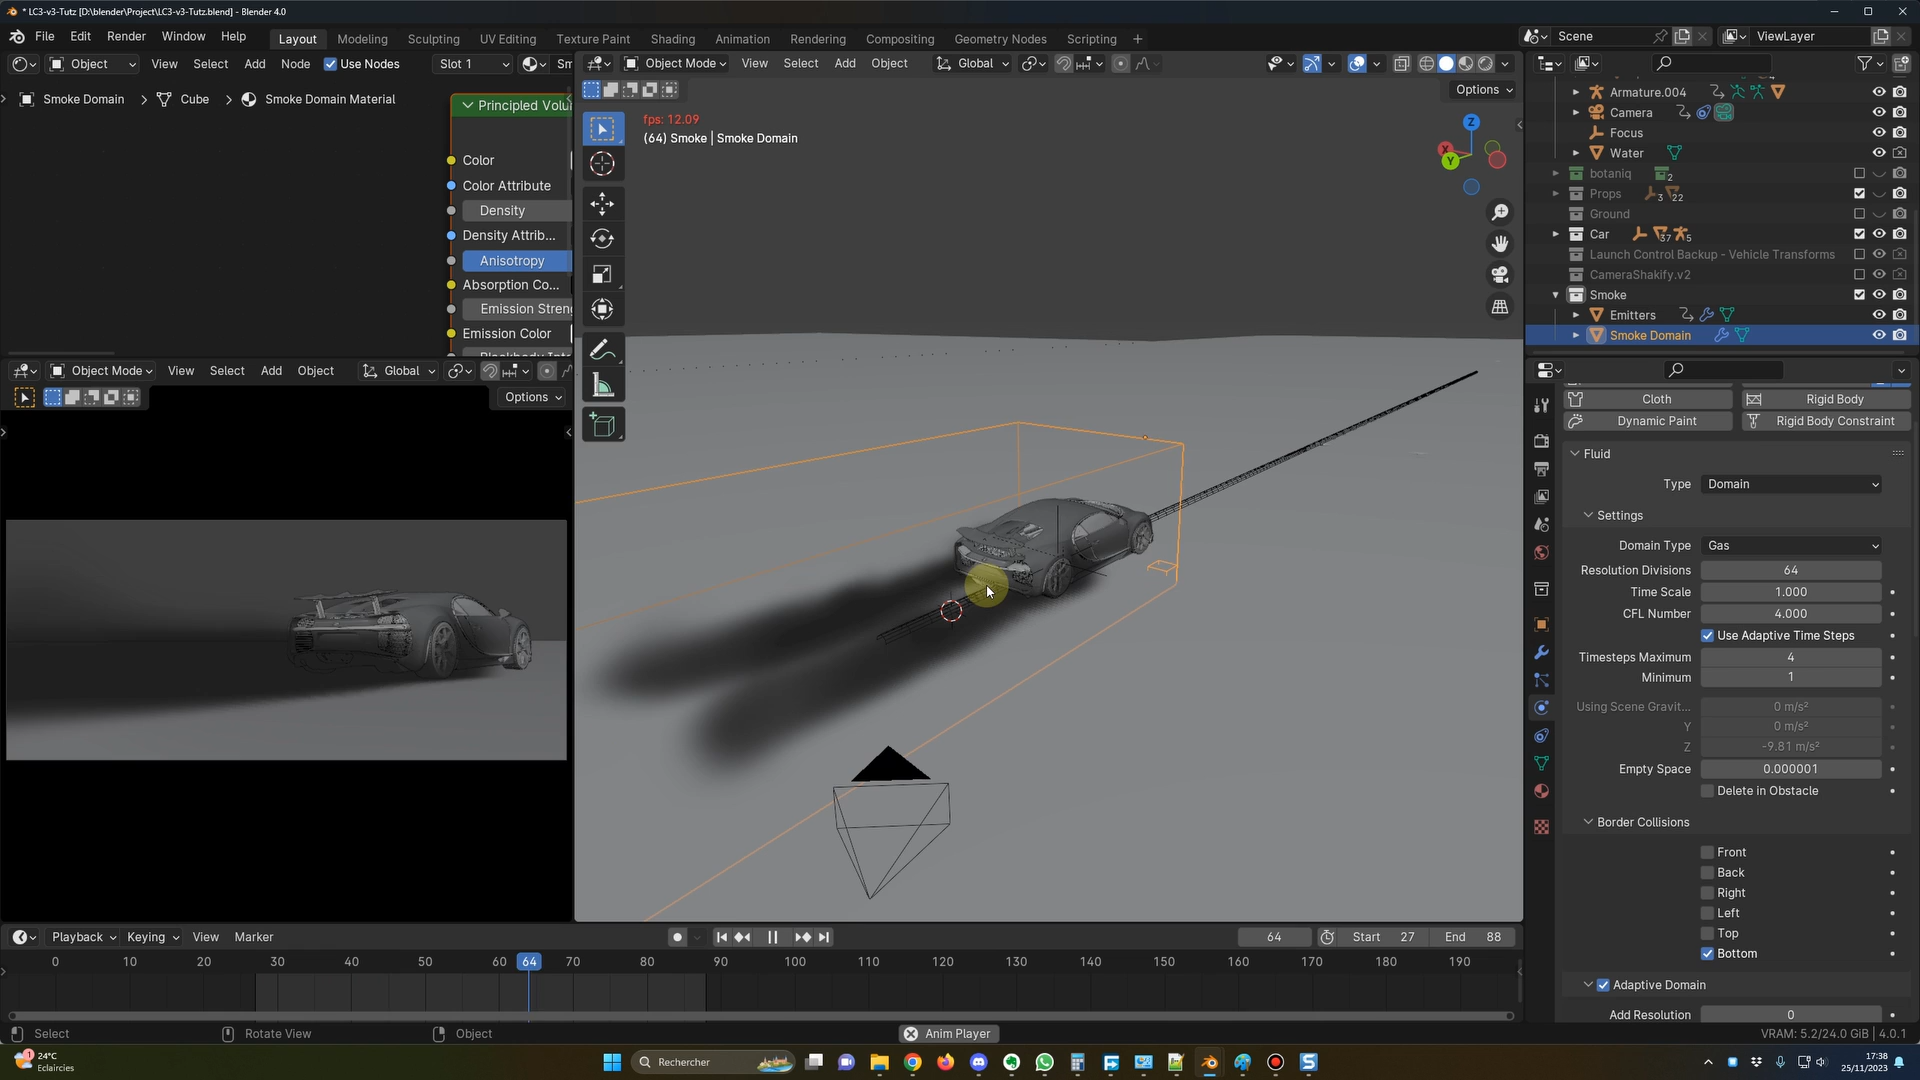 * LC3-v3-Tutz [D:\blender\Project\LC3-v3-Tutz.blend] - Blender 4.0
File Edit Render Window Help Layout Modeling Sculpting UV Editing Texture Paint Shading Animation Rendering Compositing Geometry Nodes Scripting +
Scene ViewLayer
Object View Select Add Node Use Nodes Slot 1 Sm
Object Mode View Select Add Object Global
Options
Smoke Domain > Cube > Smoke Domain Material
Principled Volu
Color
Color Attribute
Density
Density Attrib...
Anisotropy
Absorption Co...
Emission Streng
Emission Color
fps: 12.09
(64) Smoke | Smoke Domain
Z
X
Y
Object Mode View Select Add Object Global
Options
Armature.004
Camera
Focus
Water
botaniq 2
Props 3 22
Ground
Car 37 5
Launch Control Backup - Vehicle Transforms
CameraShakify.v2
Smoke
Emitters
Smoke Domain
Cloth Rigid Body
Dynamic Paint Rigid Body Constraint
Fluid
Type Domain
Settings
Domain Type Gas
Resolution Divisions 64
Time Scale 1.000
CFL Number 4.000
Use Adaptive Time Steps
Timesteps Maximum 4
Minimum 1
Using Scene Gravit... 0 m/s²
Y 0 m/s²
Z -9.81 m/s²
Empty Space 0.000001
Delete in Obstacle
Border Collisions
Front
Back
Right
Left
Top
Bottom
Adaptive Domain
Add Resolution 0
Playback Keying View Marker
64 Start 27 End 88
0 10 20 30 40 50 60 64 70 80 90 100 110 120 130 140 150 160 170 180 190
Select Rotate View Object Anim Player VRAM: 5.2/24.0 GiB | 4.0.1
1 24°C
Eclaircies
Rechercher
17:38
25/11/2023